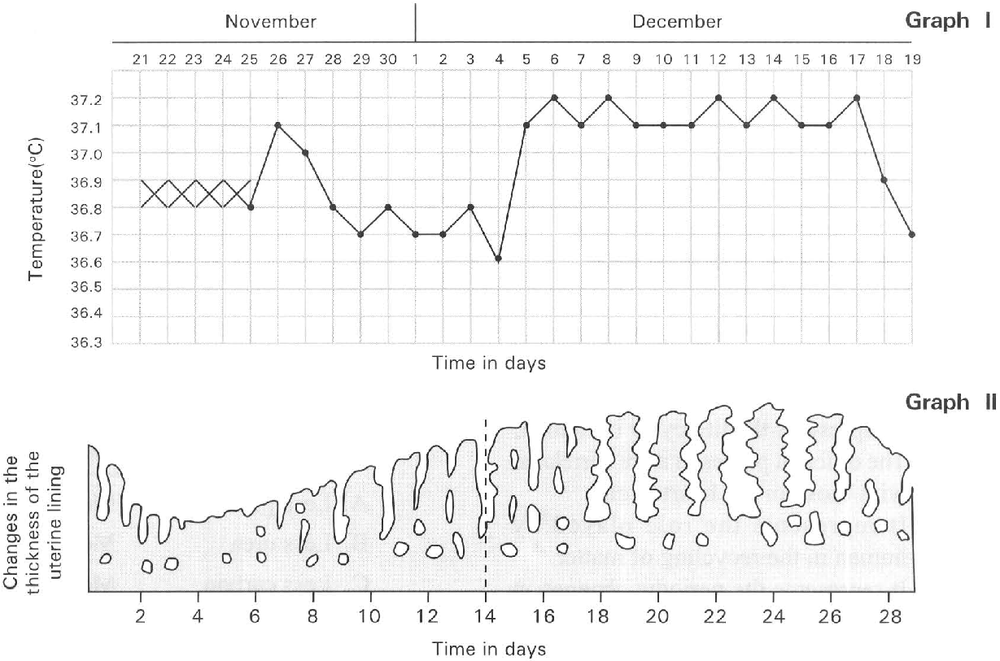 November December Graph I
21 22 23 24 25 26 27 28 29 30 1 2 3 4 5 6 7 8 9 10 11 12 13 14 15 16 17 18 19
Temperature(°C)
37.2
37.1
37.0
36.9
36.8
36.7
36.6
36.5
36.4
36.3
Time in days
Graph II
Changes in the
thickness of the
uterine lining
2 4 6 8 10 12 14 16 18 20 22 24 26 28
Time in days